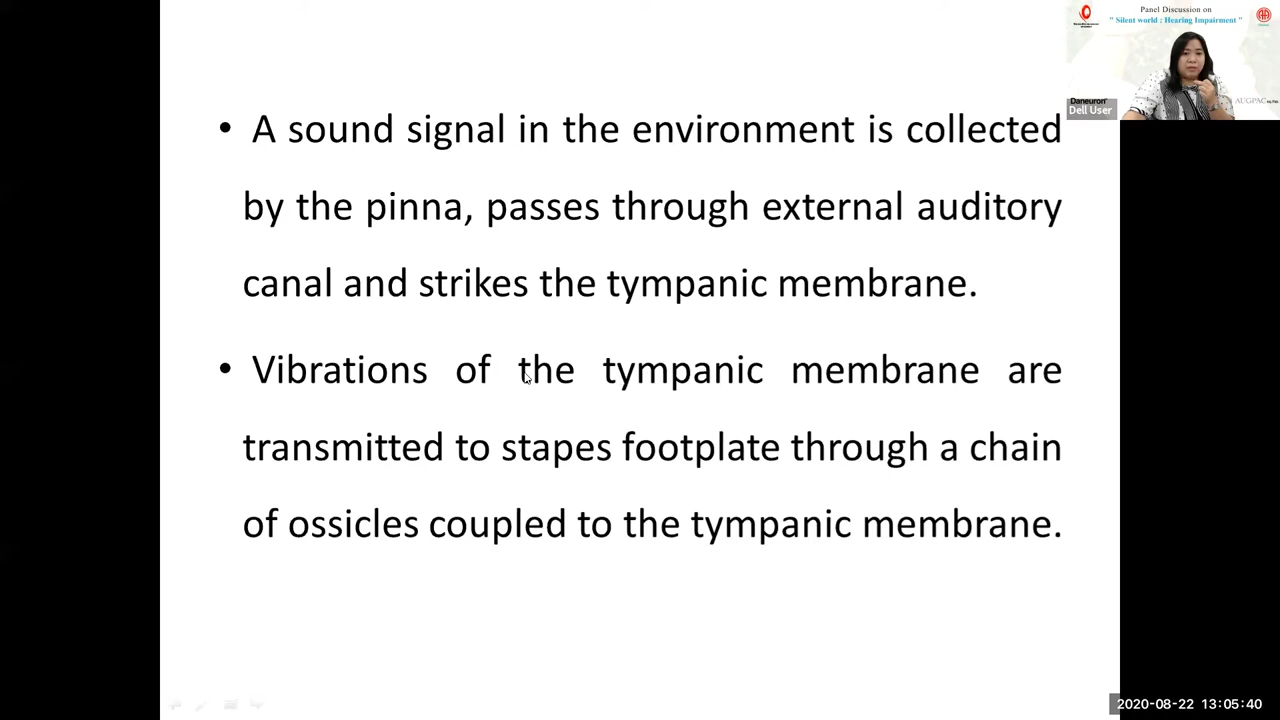 Panel Discussion on
" Silent world : Hearing Impairment "
Daneuron
AUGPAC
Dell User
• A sound signal in the environment is collected
by the pinna, passes through external auditory
canal and strikes the tympanic membrane.
• Vibrations of the tympanic membrane are
transmitted to stapes footplate through a chain
of ossicles coupled to the tympanic membrane.
2020-08-22 13:05:40